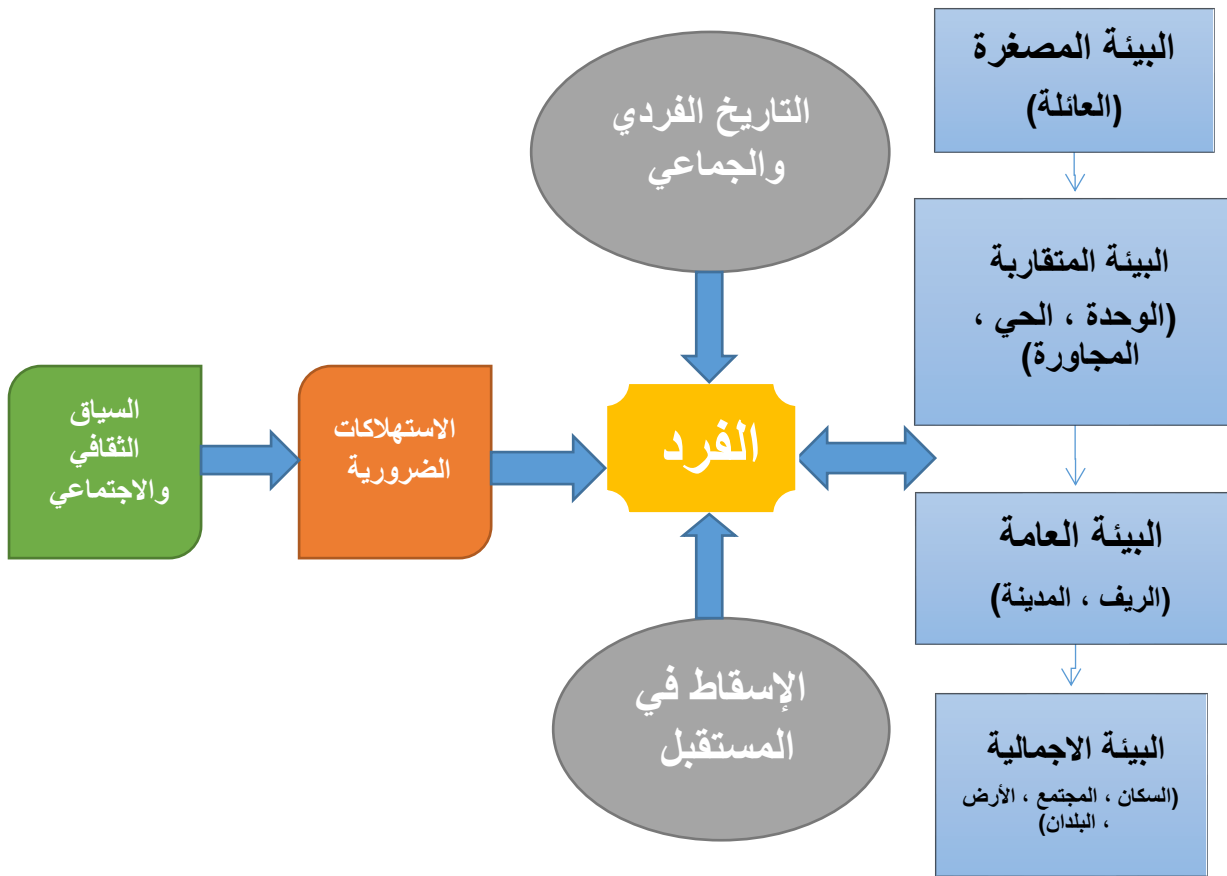 البيئة المصغرة
(العائلة)
التاريخ الفردي
والجماعي
البيئة المتقاربة
(الوحدة ، الحي ،
المجاورة)
السياق
الثقافي
والاجتماعي
الاستهلاكات
الضرورية
الفرد
البيئة العامة
(الريف ، المدينة)
الإسقاط في
المستقبل
البيئة الاجمالية
(السكان ، المجتمع ، الأرض
، البلدان)